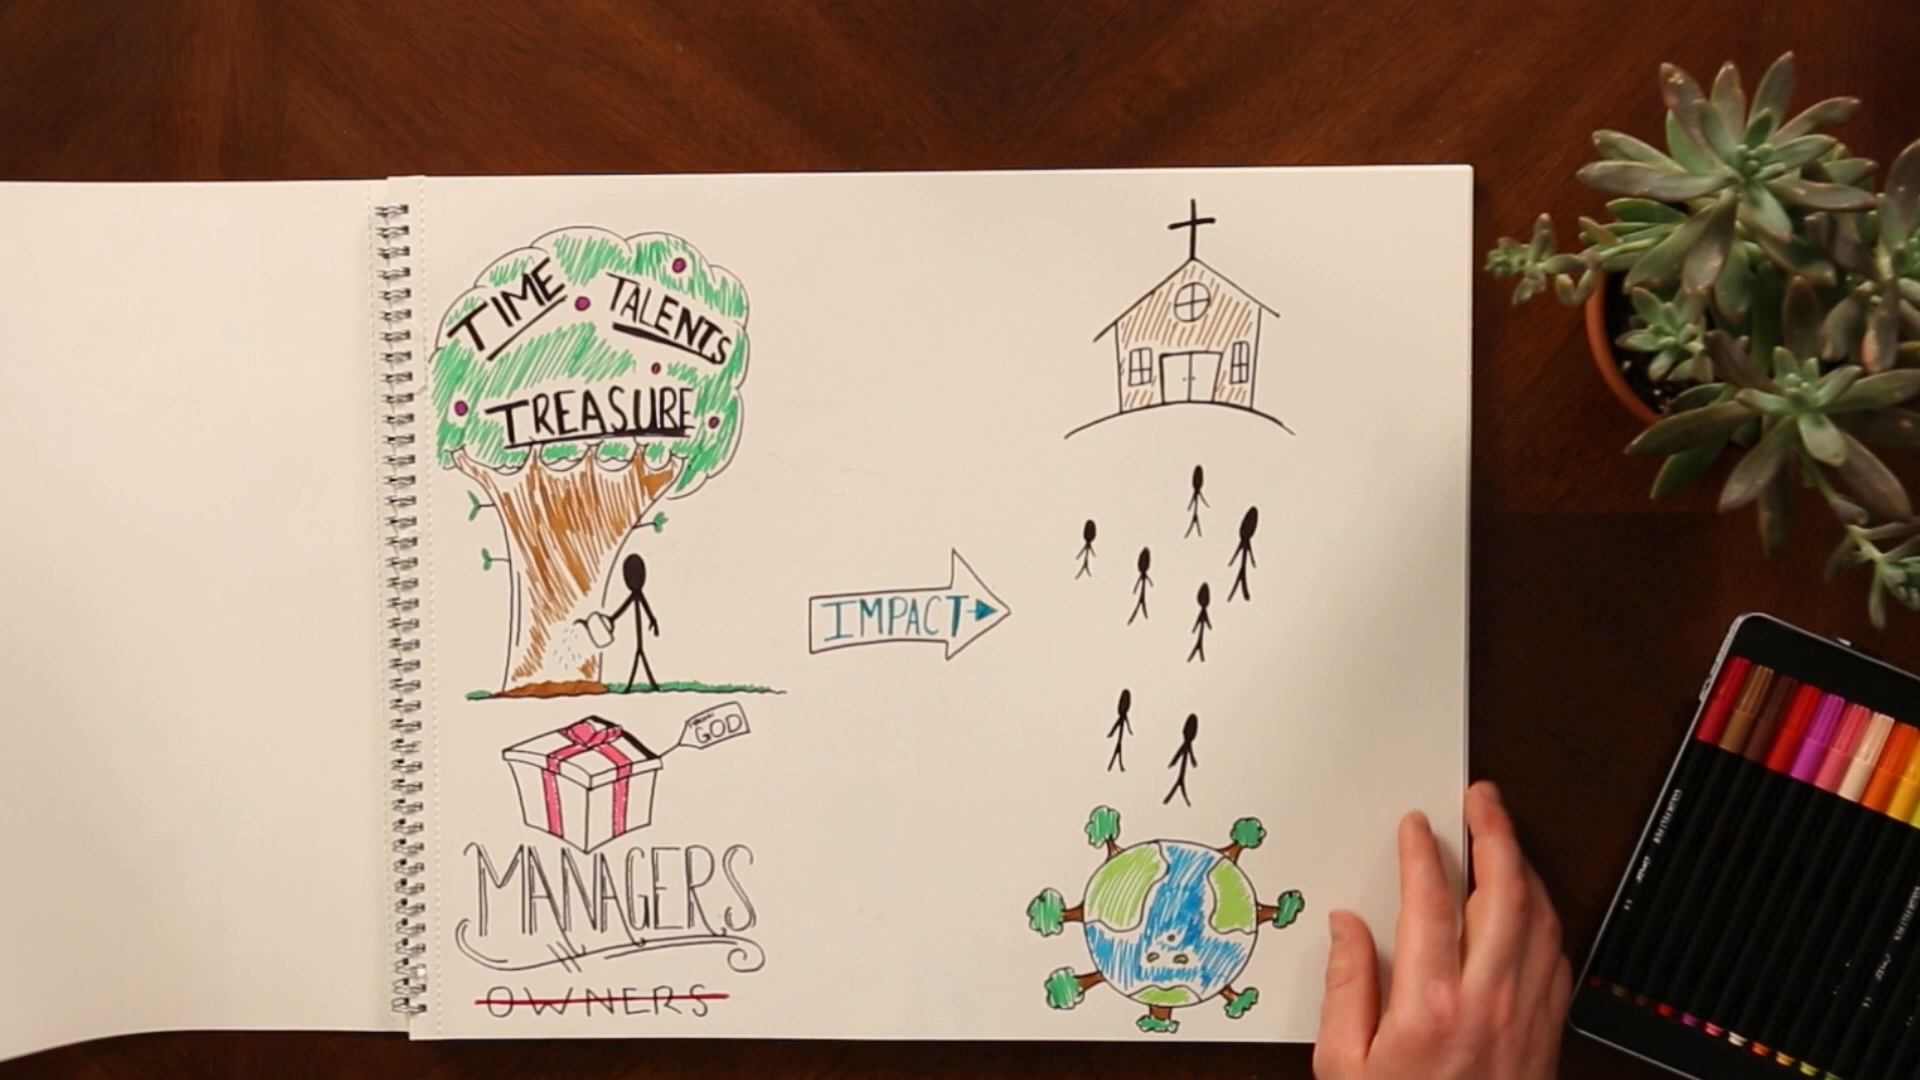 TIME
TALENTS
TREASURE
IMPACT
GOD
MANAGERS
OWNERS